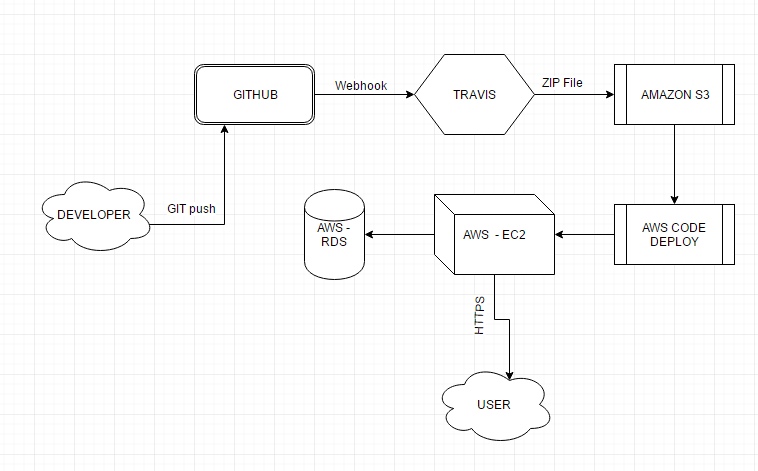 Webhook
ZIP File
GITHUB
TRAVIS
AMAZON S3
DEVELOPER
GIT push
AWS -
RDS
AWS - EC2
AWS CODE
DEPLOY
HTTPS
USER